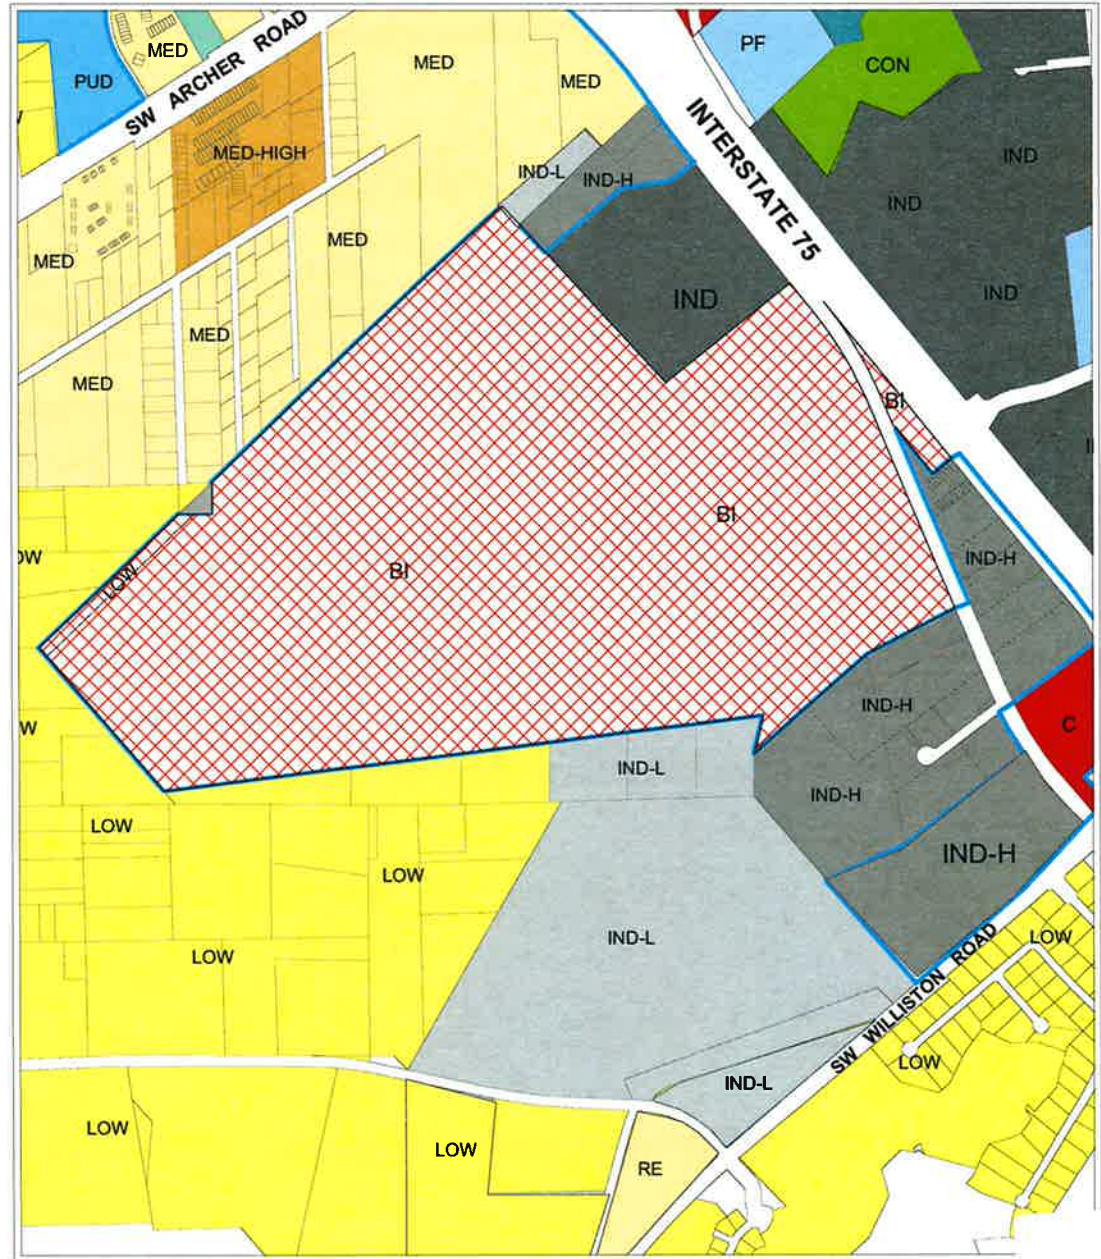 MED
PUD
SW ARCHER ROAD
MED
MED
PF
CON
MED-HIGH
INTERSTATE 75
IND-L
IND-H
IND
IND
MED
MED
IND
IND
MED
MED
BI
BI
LOW
BI
IND-H
IND-H
C
IND-L
IND-H
LOW
IND-H
LOW
IND-L
LOW
LOW
SW WILLISTON ROAD
LOW
IND-L
LOW
LOW
RE